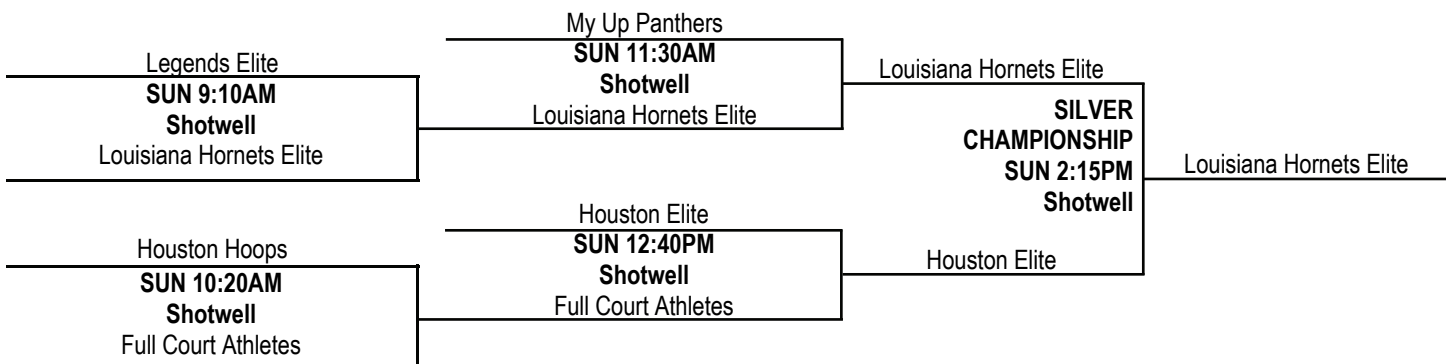 My Up Panthers
SUN 11:30AM
Shotwell
Louisiana Hornets Elite
Legends Elite
SUN 9:10AM
Shotwell
Louisiana Hornets Elite
Louisiana Hornets Elite
SILVER
CHAMPIONSHIP
SUN 2:15PM
Shotwell
Louisiana Hornets Elite
Houston Elite
SUN 12:40PM
Shotwell
Full Court Athletes
Houston Hoops
SUN 10:20AM
Shotwell
Full Court Athletes
Houston Elite